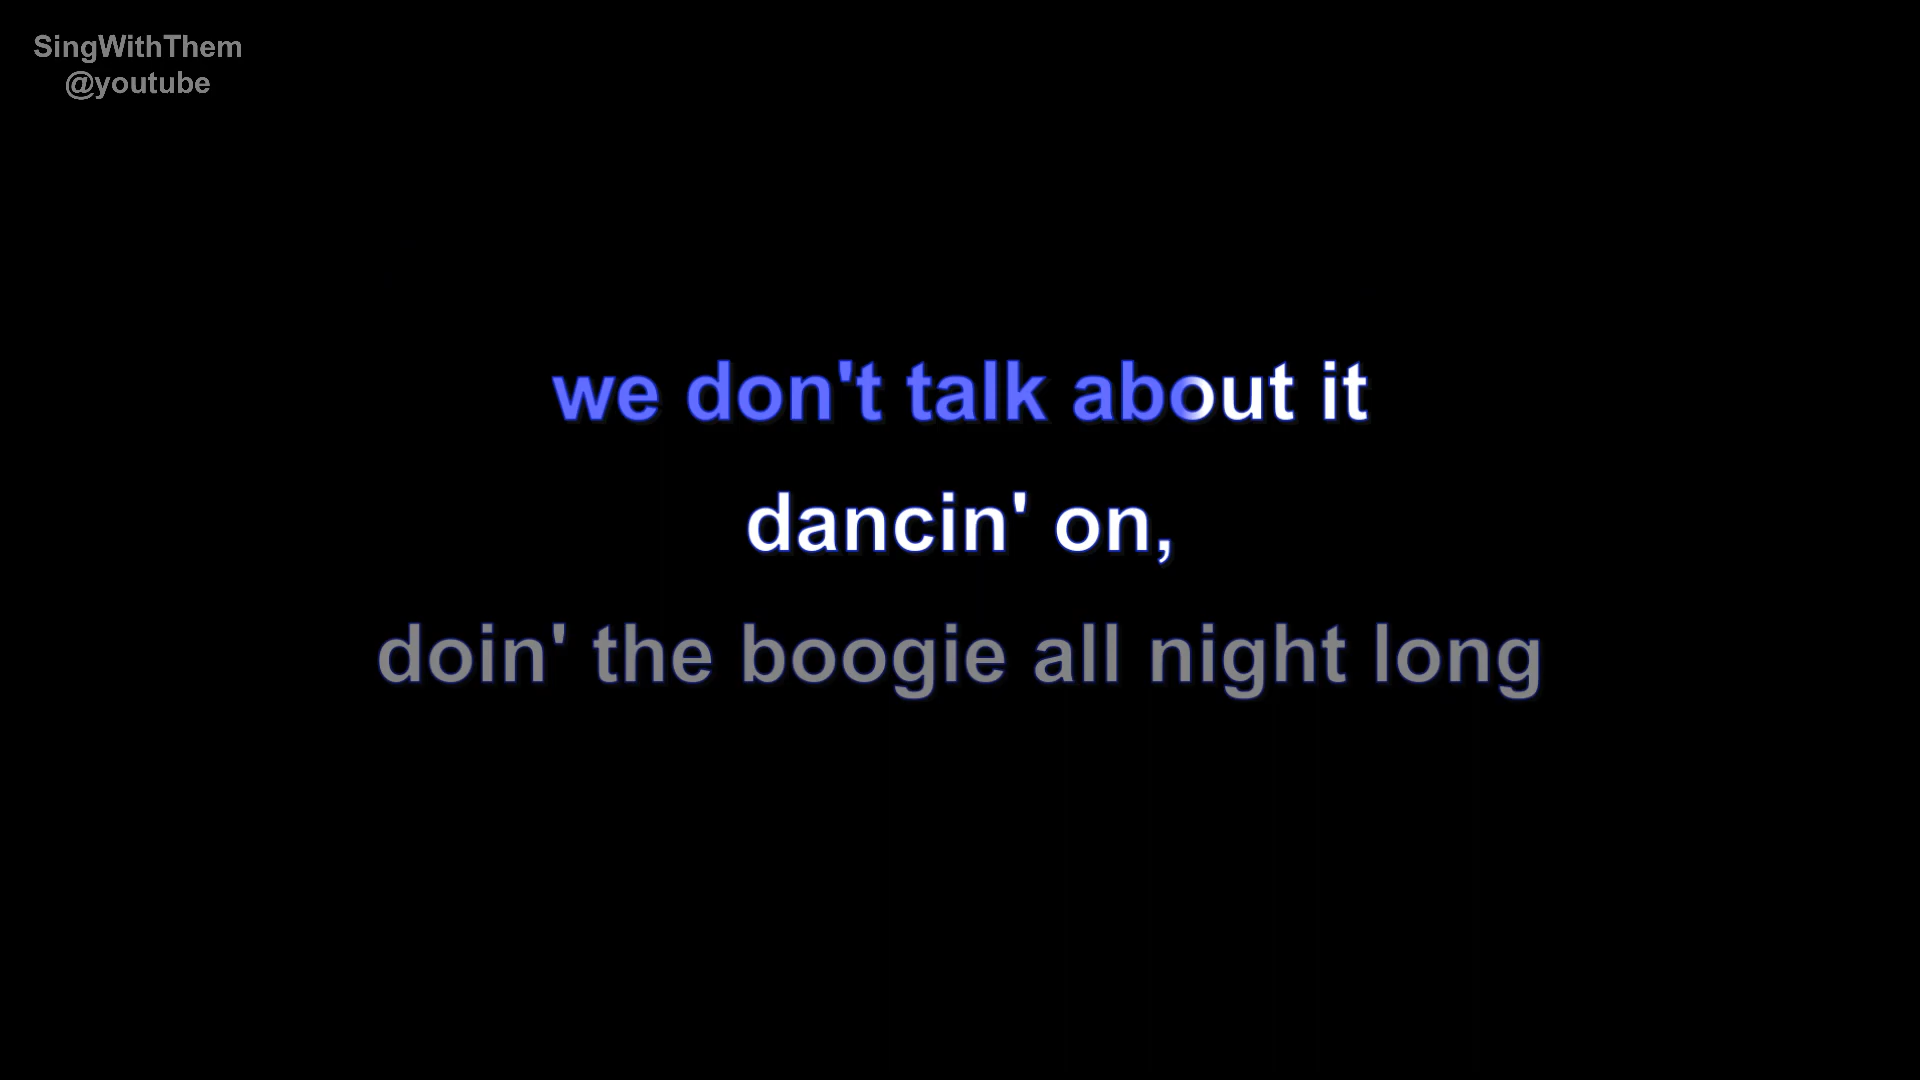 SingWithThem
@youtube
we don't talk about it
dancin' on,
doin' the boogie all night long